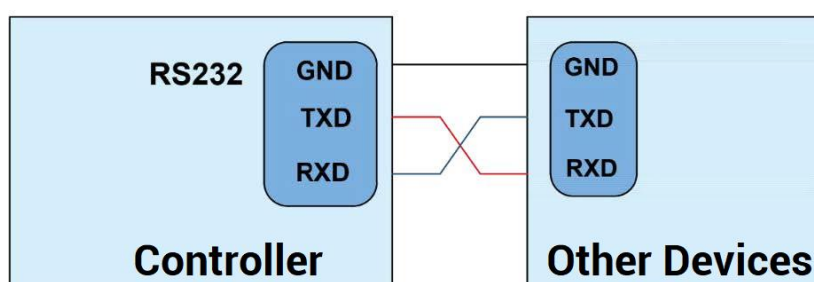 RS232
GND
TXD
RXD
Controller
GND
TXD
RXD
Other Devices